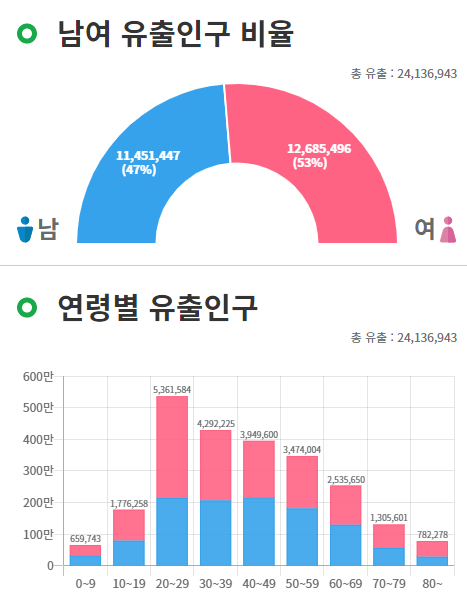 남여 유출인구 비율
총 유출 : 24,136,943
11,451,447
(47%)
12,685,496
(53%)
남
여
연령별 유출인구
총 유출 : 24,136,943
600만
500만
400만
300만
200만
100만
0
659,743
1,776,258
5,361,584
4,292,225
3,949,600
3,474,004
2,535,650
1,305,601
782,278
0~9
10~19
20~29
30~39
40~49
50~59
60~69
70~79
80~